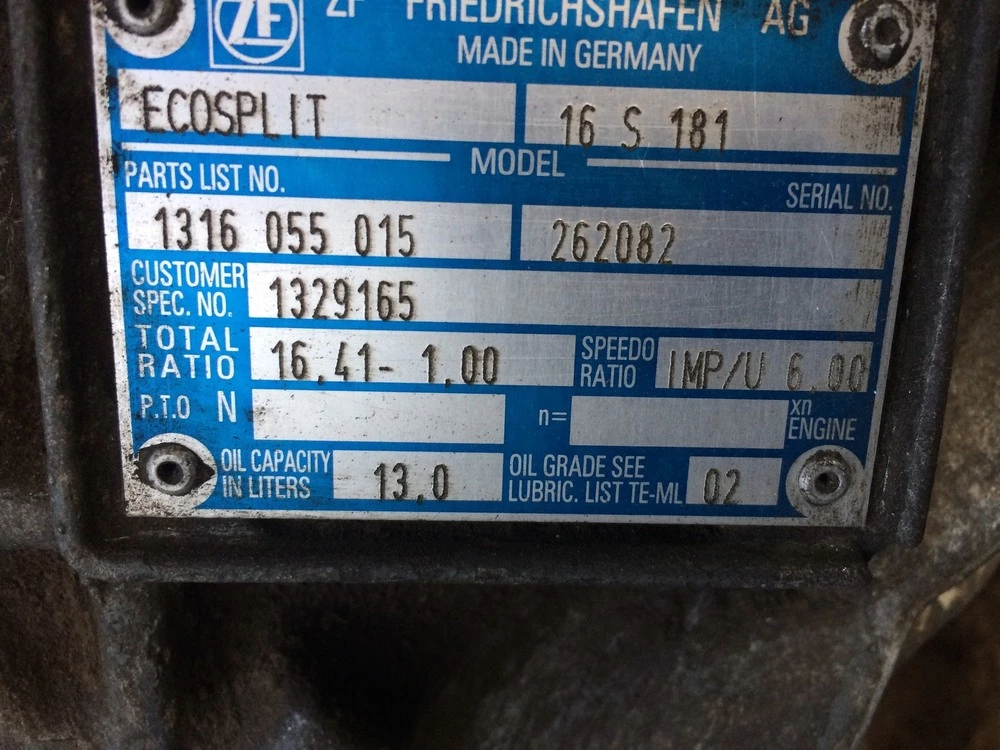 ZF ZF FRIEDRICHSHAFEN AG
MADE IN GERMANY
ECOSPLIT 16 S 181
MODEL
PARTS LIST NO. SERIAL NO.
1316 055 015 262082
CUSTOMER SPEC. NO. 1329165
TOTAL RATIO 16,41- 1,00 SPEEDO RATIO IMP/U 6,00
P.T.O N n= xn ENGINE
OIL CAPACITY IN LITERS 13,0 OIL GRADE SEE LUBRIC. LIST TE-ML 02